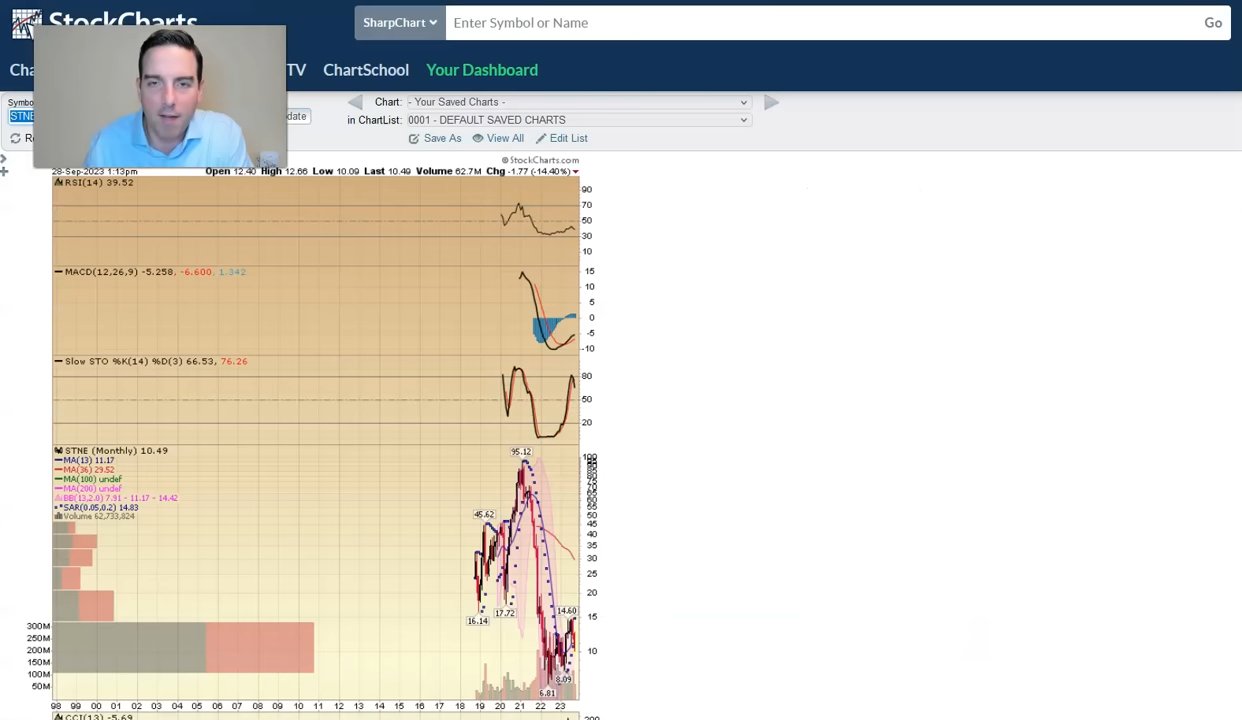 StockCharts
SharpChart
Enter Symbol or Name
Go
TV
ChartSchool
Your Dashboard
Chart:
- Your Saved Charts -
in ChartList:
0001 - DEFAULT SAVED CHARTS
Save As
View All
Edit List
© StockCharts.com
28-Sep-2023 1:13pm
Open 12.40 High 12.66 Low 10.09 Last 10.49 Volume 62.7M Chg -1.77 (-14.40%)
RSI(14) 39.52
90
70
50
30
10
MACD(12,26,9) -5.258, -6.600, 1.342
15
10
5
0
-5
-10
Slow STO %K(14) %D(3) 66.53, 76.26
80
50
20
STNE (Monthly) 10.49
MA(13) 11.17
MA(36) 29.52
MA(100) undef
MA(200) undef
BB(13,2.0) 7.91 - 11.17 - 14.42
SAR(0.05,0.2) 14.83
Volume 62,733,824
95.12
45.62
16.14
17.72
14.60
8.09
6.81
100
75
70
65
60
55
50
45
40
35
30
25
20
15
10
300M
250M
200M
150M
100M
50M
98 99 00 01 02 03 04 05 06 07 08 09 10 11 12 13 14 15 16 17 18 19 20 21 22 23
CCI(13) -5.69
200